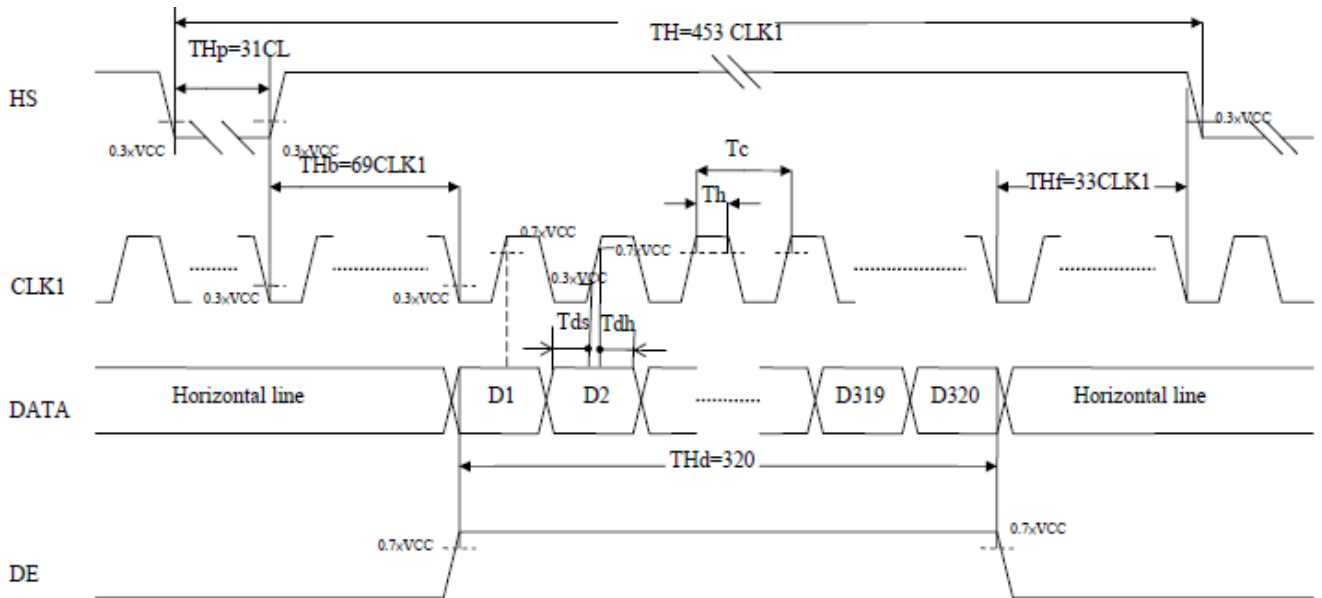 TH=453 CLK1
THp=31CL
HS
0.3xVCC
0.3xVCC
0.3xVCC
THb=69CLK1
Tc
Th
THf=33CLK1
0.7xVCC
0.7xVCC
0.3xVCC
CLK1
0.3xVCC
0.3xVCC
Tds
Tdh
DATA
Horizontal line
D1
D2
D319
D320
Horizontal line
THd=320
0.7xVCC
0.7xVCC
DE